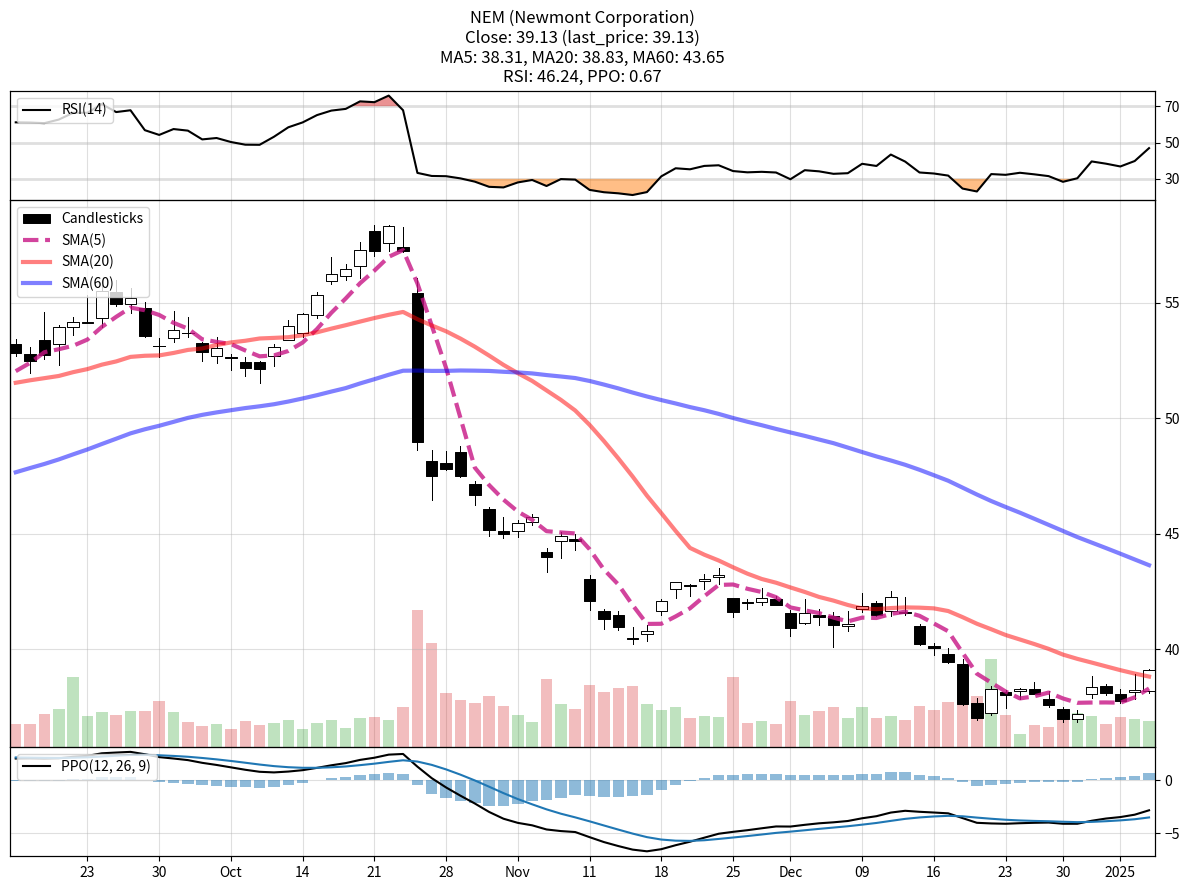 NEM (Newmont Corporation)
Close: 39.13 (last_price: 39.13)
MA5: 38.31, MA20: 38.83, MA60: 43.65
RSI: 46.24, PPO: 0.67
RSI(14)
70
50
30
Candlesticks
SMA(5)
SMA(20)
SMA(60)
55
50
45
40
PPO(12, 26, 9)
0
−5
23 30 Oct 14 21 28 Nov 11 18 25 Dec 09 16 23 30 2025